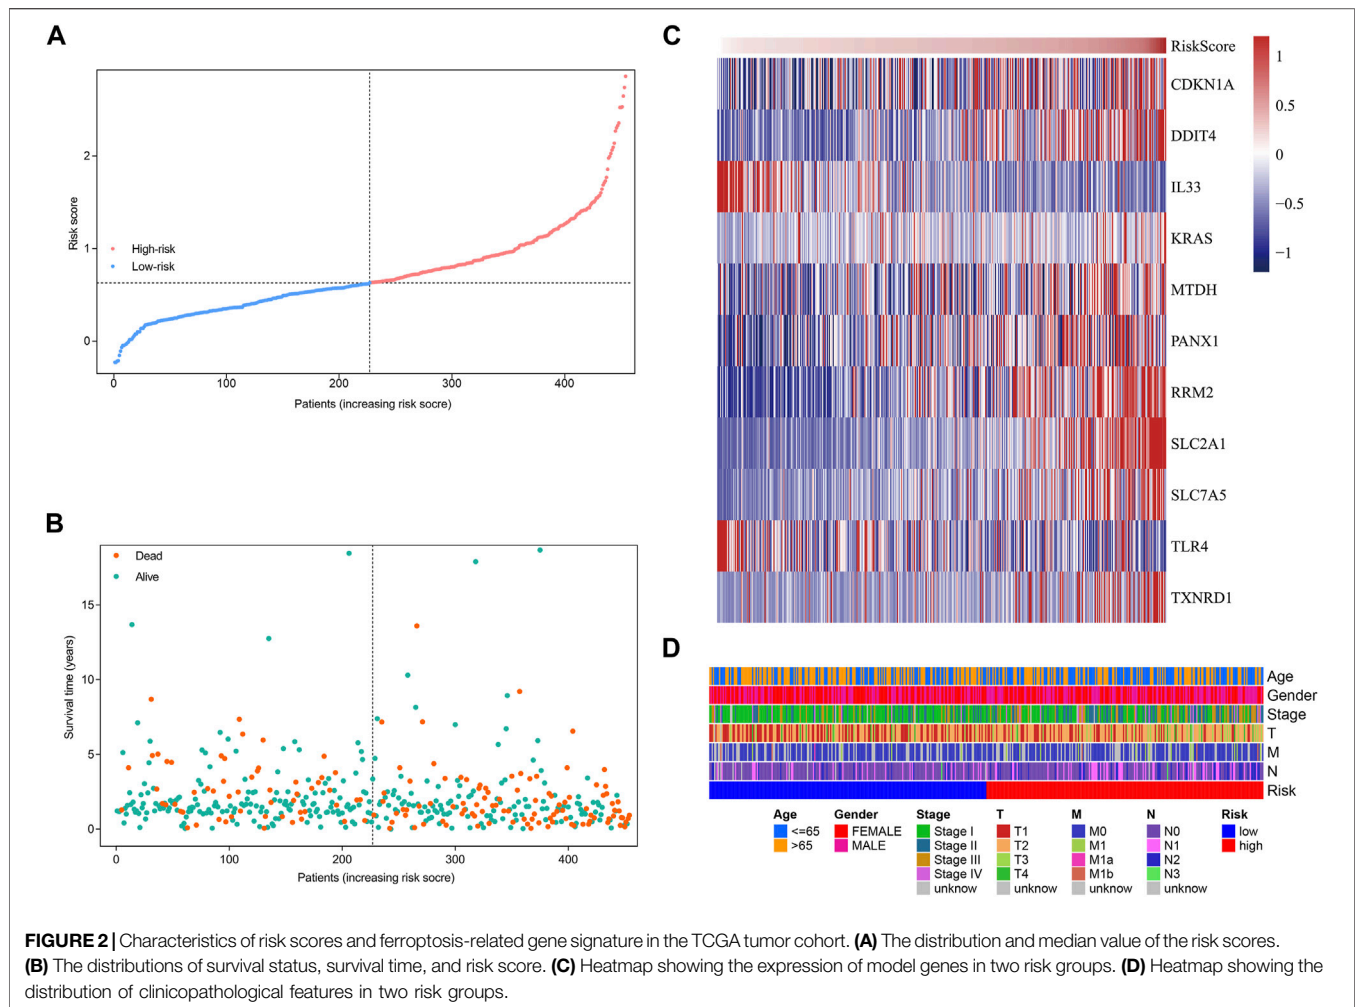 A
Risk score
2
1
0
High-risk
Low-risk
0
100
200
300
400
Patients (increasing risk socre)
B
Dead
Alive
Survival time (years)
15
10
5
0
0
100
200
300
400
Patients (increasing risk socre)
C
RiskScore
CDKN1A
DDIT4
IL33
KRAS
MTDH
PANX1
RRM2
SLC2A1
SLC7A5
TLR4
TXNRD1
1
0.5
0
−0.5
−1
D
Age
Gender
Stage
T
M
N
Risk
Age
<=65
>65
Gender
FEMALE
MALE
Stage
Stage I
Stage II
Stage III
Stage IV
unknow
T
T1
T2
T3
T4
unknow
M
M0
M1
M1a
M1b
unknow
N
N0
N1
N2
N3
unknow
Risk
low
high
FIGURE 2 | Characteristics of risk scores and ferroptosis-related gene signature in the TCGA tumor cohort. (A) The distribution and median value of the risk scores.
(B) The distributions of survival status, survival time, and risk score. (C) Heatmap showing the expression of model genes in two risk groups. (D) Heatmap showing the
distribution of clinicopathological features in two risk groups.